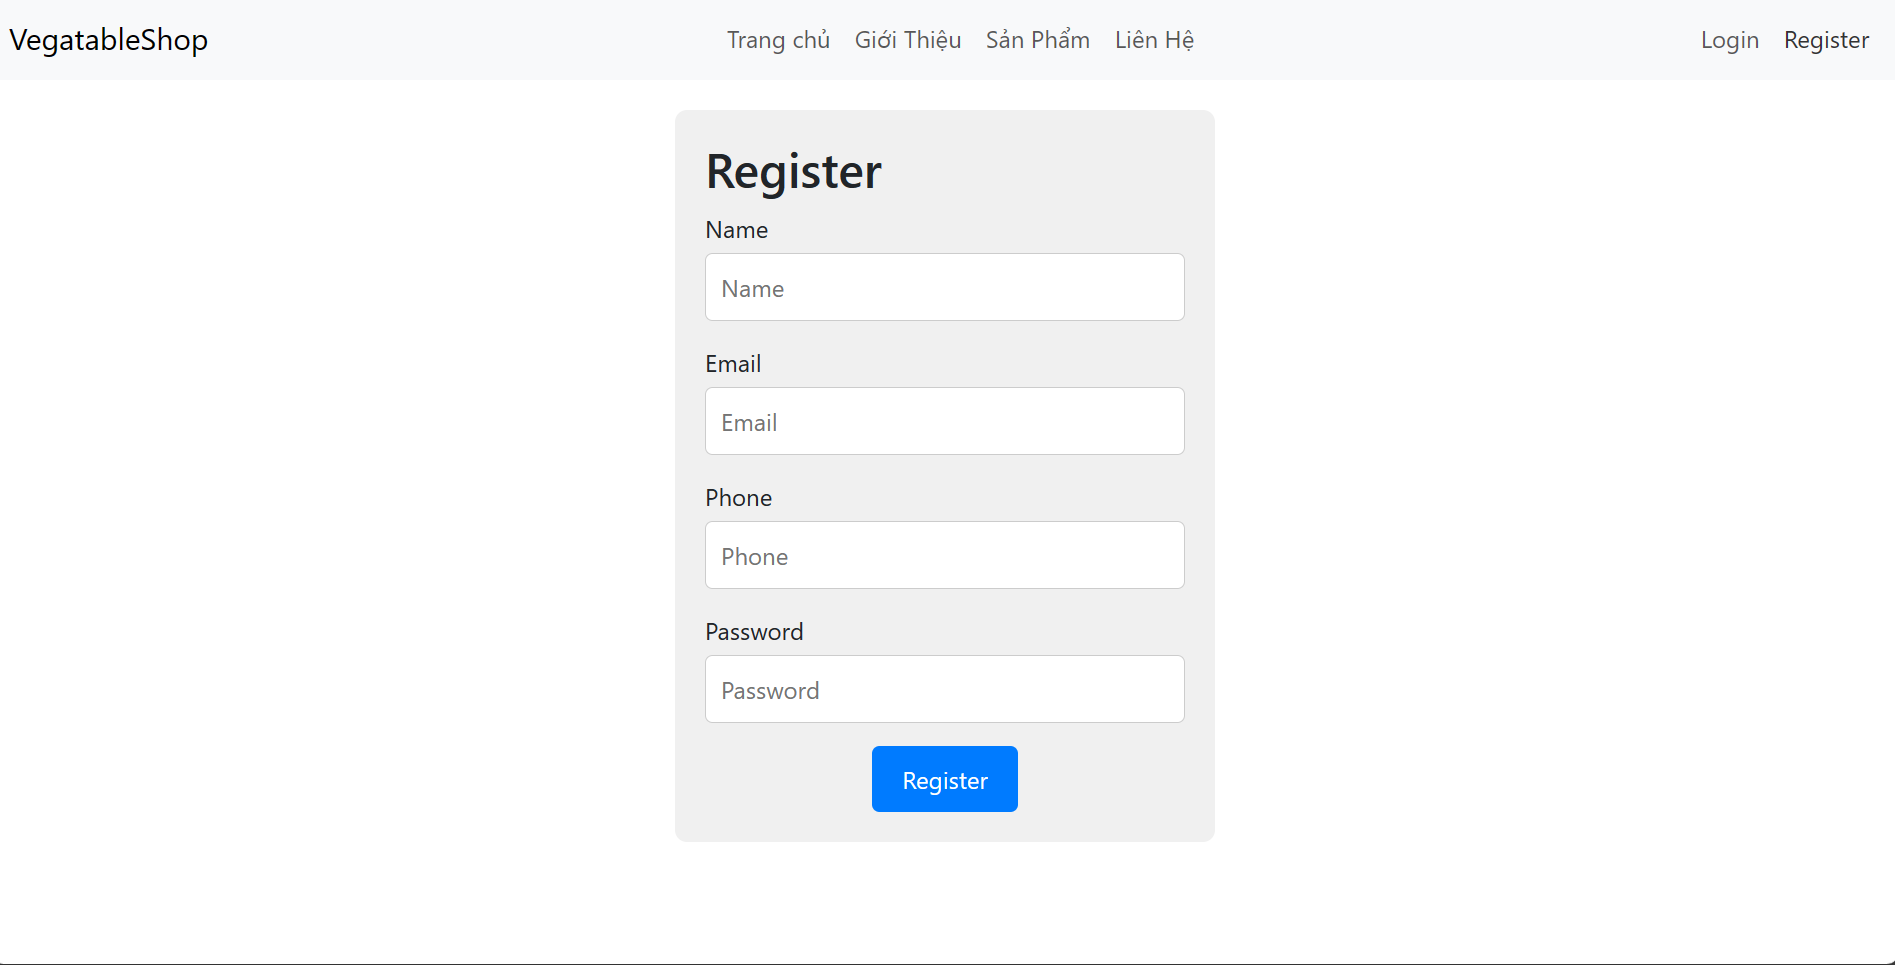 VegatableShop Trang chủ Giới Thiệu Sản Phẩm Liên Hệ Login Register
Register
Name
Name
Email
Email
Phone
Phone
Password
Password
Register